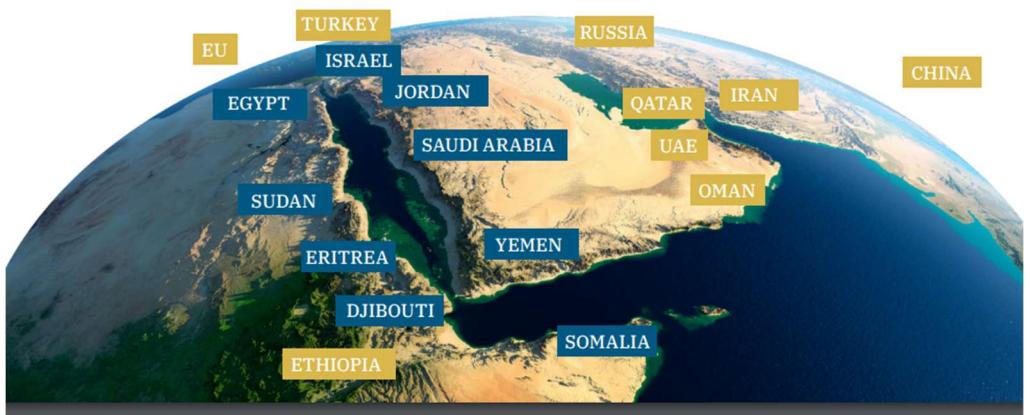 TURKEY
RUSSIA
EU
ISRAEL
CHINA
JORDAN
IRAN
EGYPT
QATAR
SAUDI ARABIA
UAE
OMAN
SUDAN
YEMEN
ERITREA
DJIBOUTI
SOMALIA
ETHIOPIA